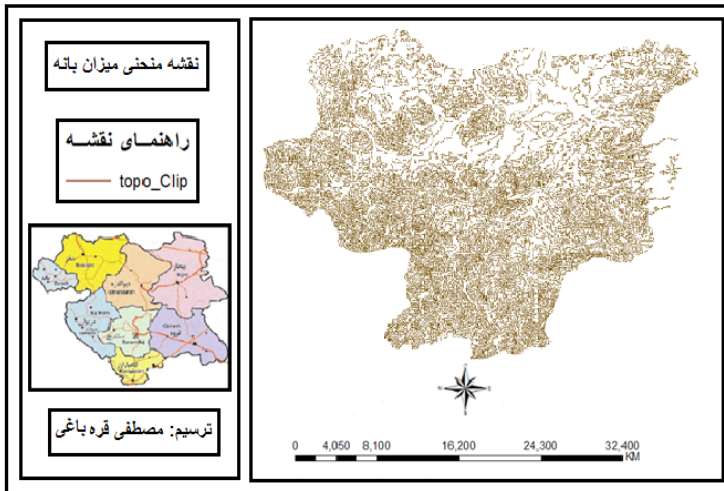 نقشه منحنی میزان بانه
راهنمـــای نقشـــه
topo_Clip
ترسیم: مصطفی قره باغی
0 4,050 8,100 16,200 24,300 32,400
KM